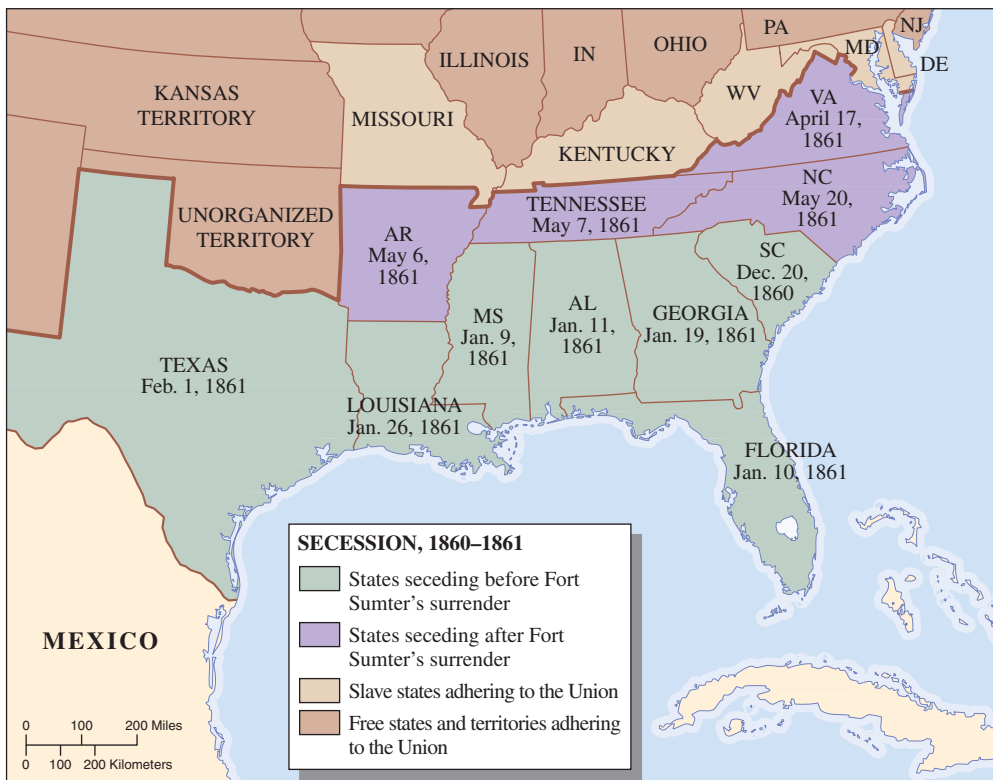 PA
NJ
ILLINOIS
IN
OHIO
MD
DE
KANSAS
TERRITORY
MISSOURI
WV
VA
April 17,
1861
KENTUCKY
UNORGANIZED
TERRITORY
AR
May 6,
1861
TENNESSEE
May 7, 1861
NC
May 20,
1861
SC
Dec. 20,
1860
TEXAS
Feb. 1, 1861
MS
Jan. 9,
1861
AL
Jan. 11,
1861
GEORGIA
Jan. 19, 1861
LOUISIANA
Jan. 26, 1861
FLORIDA
Jan. 10, 1861
MEXICO
SECESSION, 1860–1861
States seceding before Fort
Sumter's surrender
States seceding after Fort
Sumter's surrender
Slave states adhering to the Union
Free states and territories adhering
to the Union
0 100 200 Miles
0 100 200 Kilometers